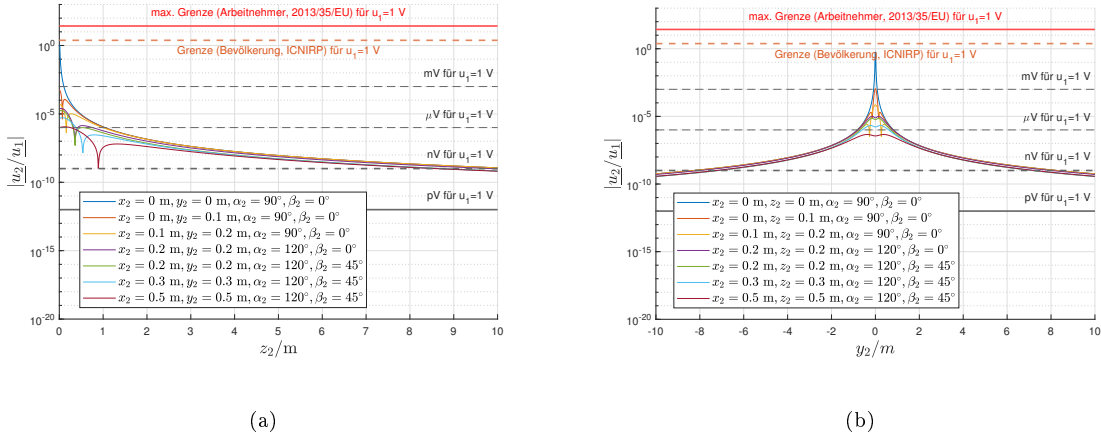 max. Grenze (Arbeitnehmer, 2013/35/EU) für u₁=1 V
Grenze (Bevölkerung, ICNIRP) für u₁=1 V
mV für u₁=1 V
μV für u₁=1 V
nV für u₁=1 V
pV für u₁=1 V
10⁰
10⁻⁵
10⁻¹⁰
10⁻¹⁵
10⁻²⁰
|u₂/u₁|
x₂ = 0 m, y₂ = 0 m, α₂ = 90°, β₂ = 0°
x₂ = 0 m, y₂ = 0.1 m, α₂ = 90°, β₂ = 0°
x₂ = 0.1 m, y₂ = 0.2 m, α₂ = 90°, β₂ = 0°
x₂ = 0.2 m, y₂ = 0.2 m, α₂ = 120°, β₂ = 0°
x₂ = 0.2 m, y₂ = 0.2 m, α₂ = 120°, β₂ = 45°
x₂ = 0.3 m, y₂ = 0.3 m, α₂ = 120°, β₂ = 45°
x₂ = 0.5 m, y₂ = 0.5 m, α₂ = 120°, β₂ = 45°
0 1 2 3 4 5 6 7 8 9 10
z₂/m
(a)
max. Grenze (Arbeitnehmer, 2013/35/EU) für u₁=1 V
Grenze (Bevölkerung, ICNIRP) für u₁=1 V
mV für u₁=1 V
μV für u₁=1 V
nV für u₁=1 V
pV für u₁=1 V
10⁰
10⁻⁵
10⁻¹⁰
10⁻¹⁵
10⁻²⁰
|u₂/u₁|
x₂ = 0 m, z₂ = 0 m, α₂ = 90°, β₂ = 0°
x₂ = 0 m, z₂ = 0.1 m, α₂ = 90°, β₂ = 0°
x₂ = 0.1 m, z₂ = 0.2 m, α₂ = 90°, β₂ = 0°
x₂ = 0.2 m, z₂ = 0.2 m, α₂ = 120°, β₂ = 0°
x₂ = 0.2 m, z₂ = 0.2 m, α₂ = 120°, β₂ = 45°
x₂ = 0.3 m, z₂ = 0.3 m, α₂ = 120°, β₂ = 45°
x₂ = 0.5 m, z₂ = 0.5 m, α₂ = 120°, β₂ = 45°
-10 -8 -6 -4 -2 0 2 4 6 8 10
y₂/m
(b)